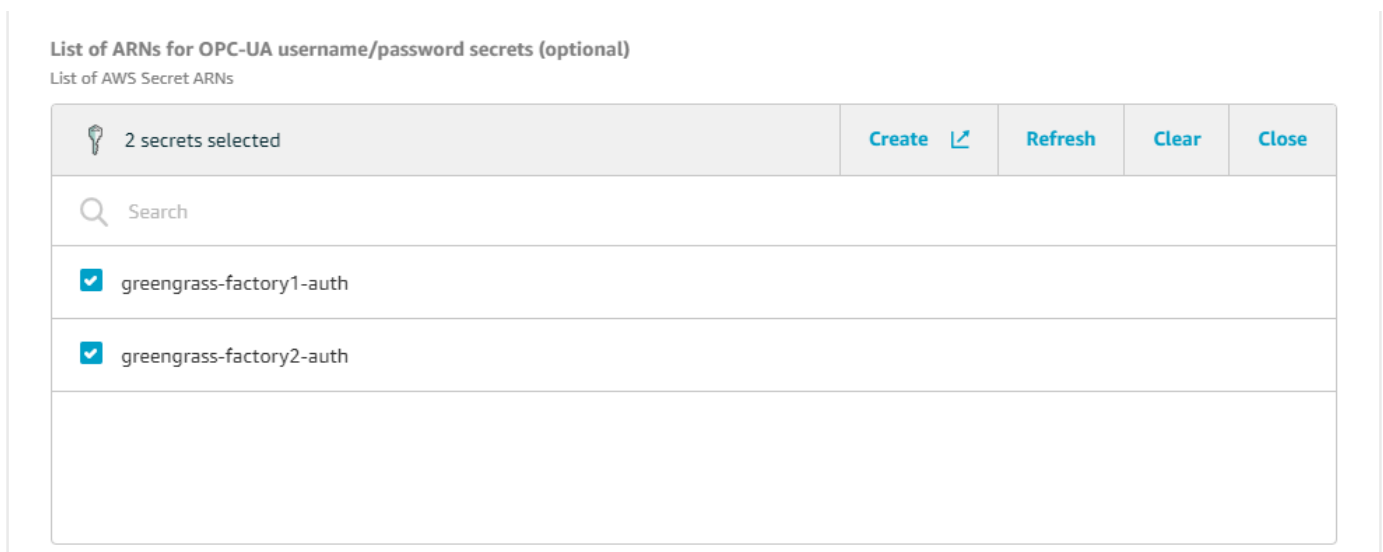 List of ARNs for OPC-UA username/password secrets (optional)
List of AWS Secret ARNs
2 secrets selected Create Refresh Clear Close
Search
greengrass-factory1-auth
greengrass-factory2-auth